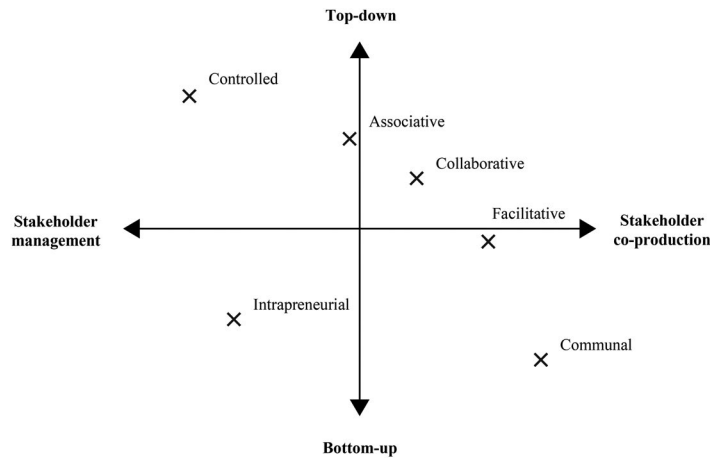 Top-down
Controlled
Associative
Collaborative
Facilitative
Stakeholder
management
Stakeholder
co-production
Intrapreneurial
Communal
Bottom-up